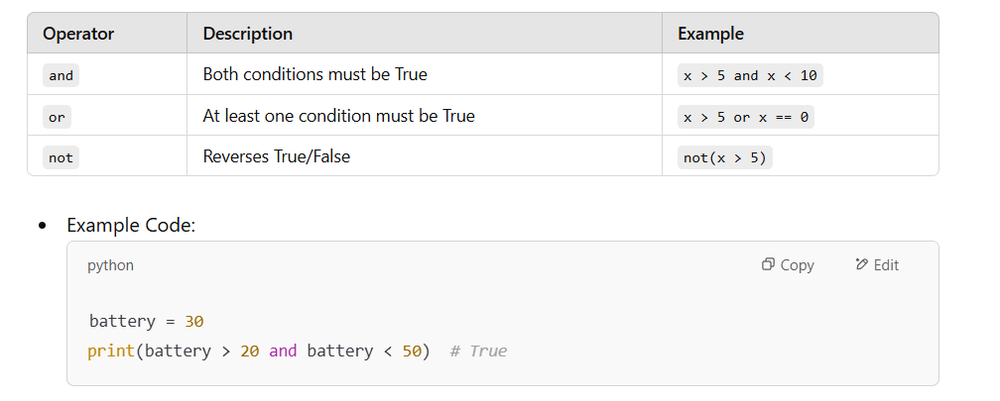 Operator Description Example
and Both conditions must be True x > 5 and x < 10
or At least one condition must be True x > 5 or x == 0
not Reverses True/False not(x > 5)
• Example Code:
python Copy Edit
battery = 30
print(battery > 20 and battery < 50)  # True